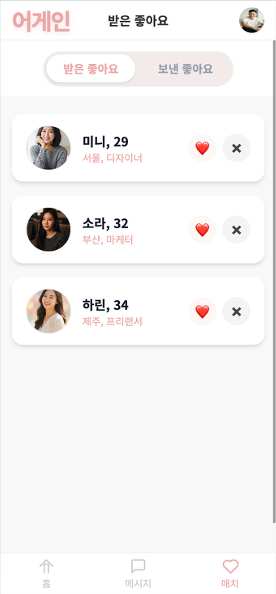 어게인
받은 좋아요
받은 좋아요
보낸 좋아요
미니, 29
서울, 디자이너
소라, 32
부산, 마케터
하린, 34
제주, 프리랜서
홈
메시지
매치